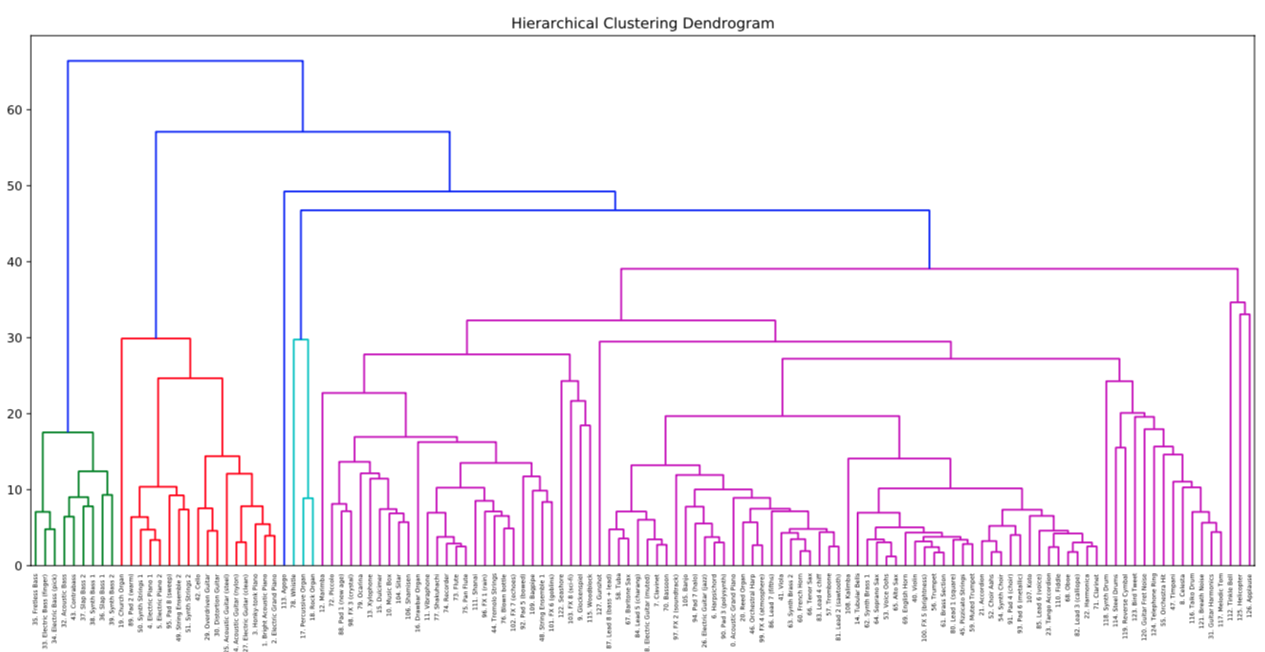 Hierarchical Clustering Dendrogram
60
50
40
30
20
10
0
35. Fretless Bass
33. Electric Bass (finger)
34. Electric Bass (pick)
32. Acoustic Bass
43. Contrabass
37. Slap Bass 2
38. Synth Bass 1
36. Slap Bass 1
39. Synth Bass 2
19. Church Organ
89. Pad 2 (warm)
50. Synth Strings 1
4. Electric Piano 1
5. Electric Piano 2
95. Pad 8 (sweep)
49. String Ensemble 2
51. Synth Strings 2
42. Cello
29. Overdriven Guitar
30. Distortion Guitar
25. Acoustic Guitar (steel)
24. Acoustic Guitar (nylon)
27. Electric Guitar (clean)
3. Honkytonk Piano
1. Bright Acoustic Piano
2. Electric Grand Piano
113. Agogo
78. Whistle
17. Percussive Organ
18. Rock Organ
12. Marimba
72. Piccolo
88. Pad 1 (new age)
98. FX 3 (crystal)
79. Ocarina
13. Xylophone
15. Dulcimer
10. Music Box
104. Sitar
106. Shamisen
16. Drawbar Organ
11. Vibraphone
77. Shakuhachi
74. Recorder
73. Flute
75. Pan Flute
96. FX 1 (rain)
111. Shanai
44. Tremolo Strings
102. FX 7 (echoes)
76. Blown Bottle
92. Pad 5 (bowed)
109. Bagpipe
48. String Ensemble 1
101. FX 6 (goblins)
122. Seashore
103. FX 8 (sci-fi)
9. Glockenspiel
115. Woodblock
127. Gunshot
87. Lead 8 (bass + lead)
58. Tuba
67. Baritone Sax
84. Lead 5 (charang)
28. Electric Guitar (muted)
71. Clarinet
70. Bassoon
97. FX 2 (soundtrack)
105. Banjo
94. Pad 7 (halo)
26. Electric Guitar (jazz)
6. Harpsichord
90. Pad 3 (polysynth)
0. Acoustic Grand Piano
20. Reed Organ
46. Orchestral Harp
99. FX 4 (atmosphere)
86. Lead 7 (fifths)
41. Viola
63. Synth Brass 2
60. French Horn
66. Tenor Sax
83. Lead 4 (chiff)
57. Trombone
81. Lead 2 (sawtooth)
108. Kalimba
14. Tubular Bells
62. Synth Brass 1
64. Soprano Sax
53. Voice Oohs
65. Alto Sax
69. English Horn
40. Violin
100. FX 5 (brightness)
56. Trumpet
61. Brass Section
80. Lead 1 (square)
45. Pizzicato Strings
59. Muted Trumpet
21. Accordion
52. Choir Aahs
54. Synth Choir
91. Pad 4 (choir)
93. Pad 6 (metallic)
107. Koto
85. Lead 6 (voice)
23. Tango Accordion
110. Fiddle
68. Oboe
82. Lead 3 (calliope)
22. Harmonica
71. Clarinet
118. Synth Drum
114. Steel Drums
119. Reverse Cymbal
123. Bird Tweet
120. Guitar Fret Noise
124. Telephone Ring
55. Orchestra Hit
47. Timpani
8. Celesta
121. Breath Noise
31. Guitar Harmonics
116. Taiko Drum
117. Melodic Tom
112. Tinkle Bell
125. Helicopter
126. Applause